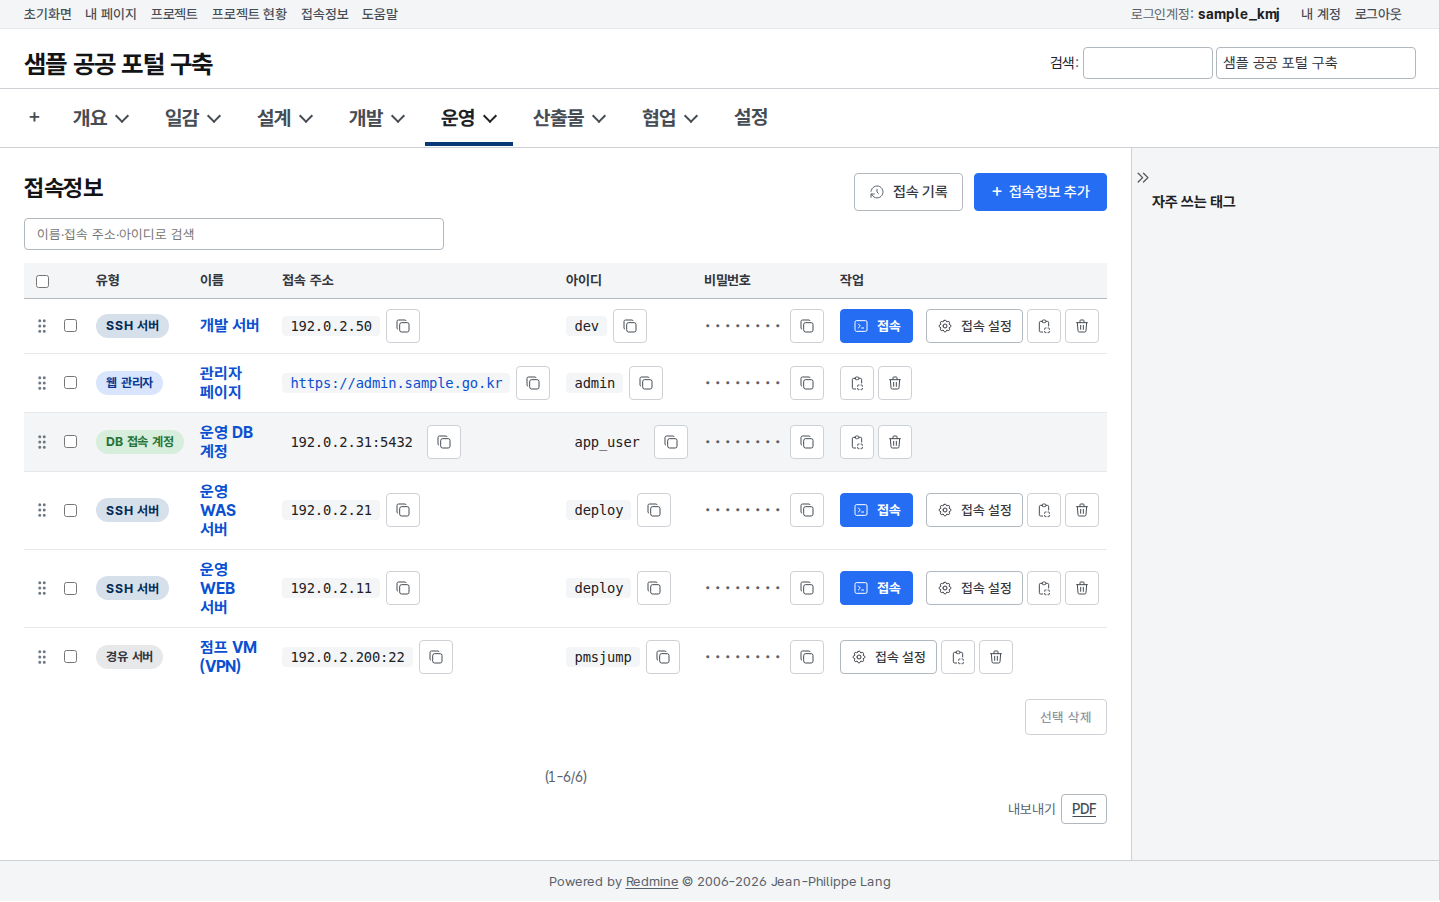 초기화면 내 페이지 프로젝트 프로젝트 현황 접속정보 도움말 로그인계정: sample_kmj 내 계정 로그아웃
샘플 공공 포털 구축 검색: 샘플 공공 포털 구축
+ 개요 일감 설계 개발 운영 산출물 협업 설정
접속정보 접속 기록 + 접속정보 추가
자주 쓰는 태그
이름·접속 주소·아이디로 검색
유형 이름 접속 주소 아이디 비밀번호 작업
SSH 서버 개발 서버 192.0.2.50 dev •••••••• 접속 접속 설정
웹 관리자 관리자
페이지 https://admin.sample.go.kr admin ••••••••
DB 접속 계정 운영 DB
계정 192.0.2.31:5432 app_user ••••••••
SSH 서버 운영
WAS
서버 192.0.2.21 deploy •••••••• 접속 접속 설정
SSH 서버 운영
WEB
서버 192.0.2.11 deploy •••••••• 접속 접속 설정
경유 서버 점프 VM
(VPN) 192.0.2.200:22 pmsjump •••••••• 접속 설정
선택 삭제
(1-6/6)
내보내기 PDF
Powered by Redmine © 2006-2026 Jean-Philippe Lang